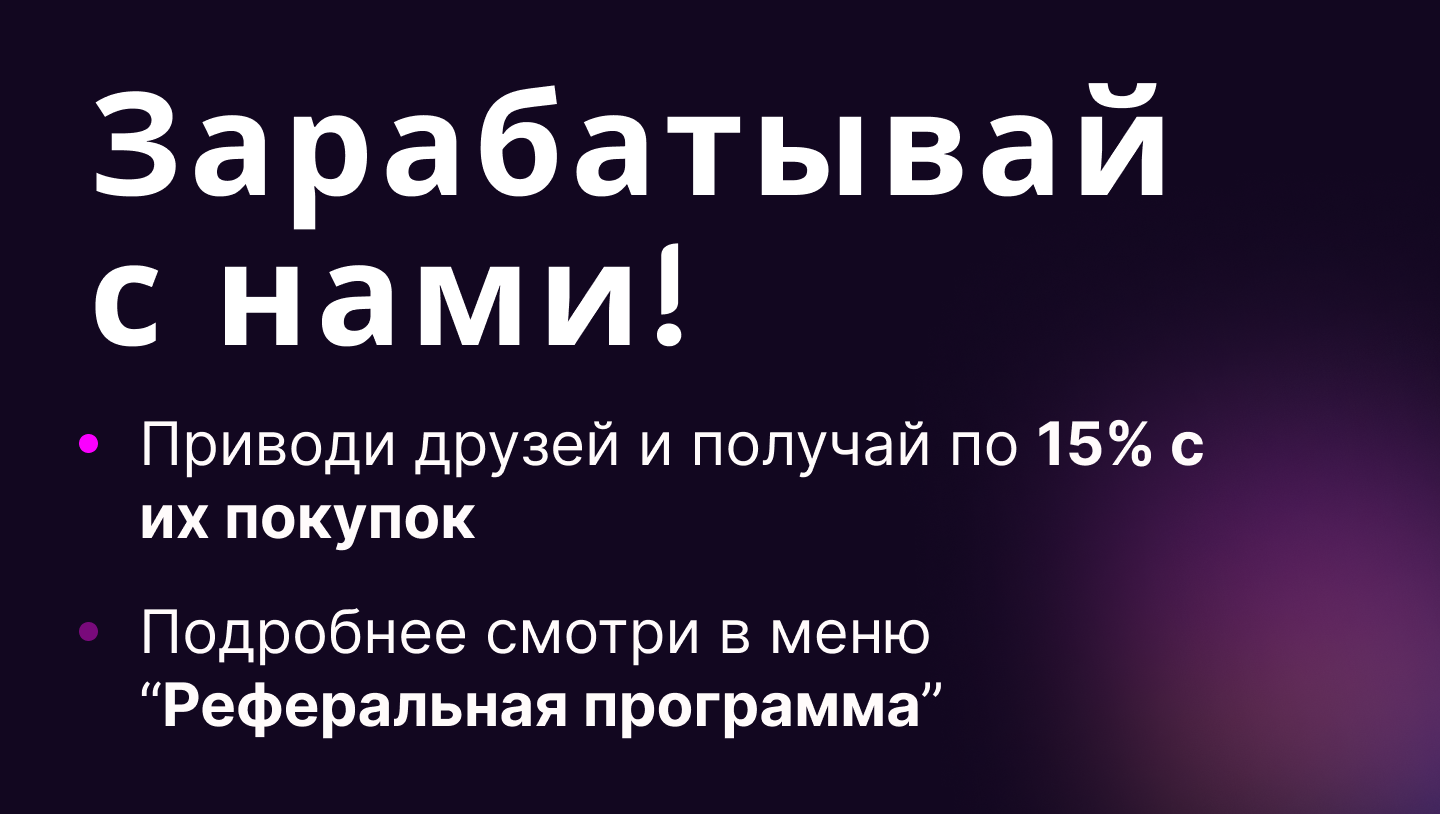 Зарабатывай
с нами!
Приводи друзей и получай по 15% с
их покупок
Подробнее смотри в меню
“Реферальная программа”